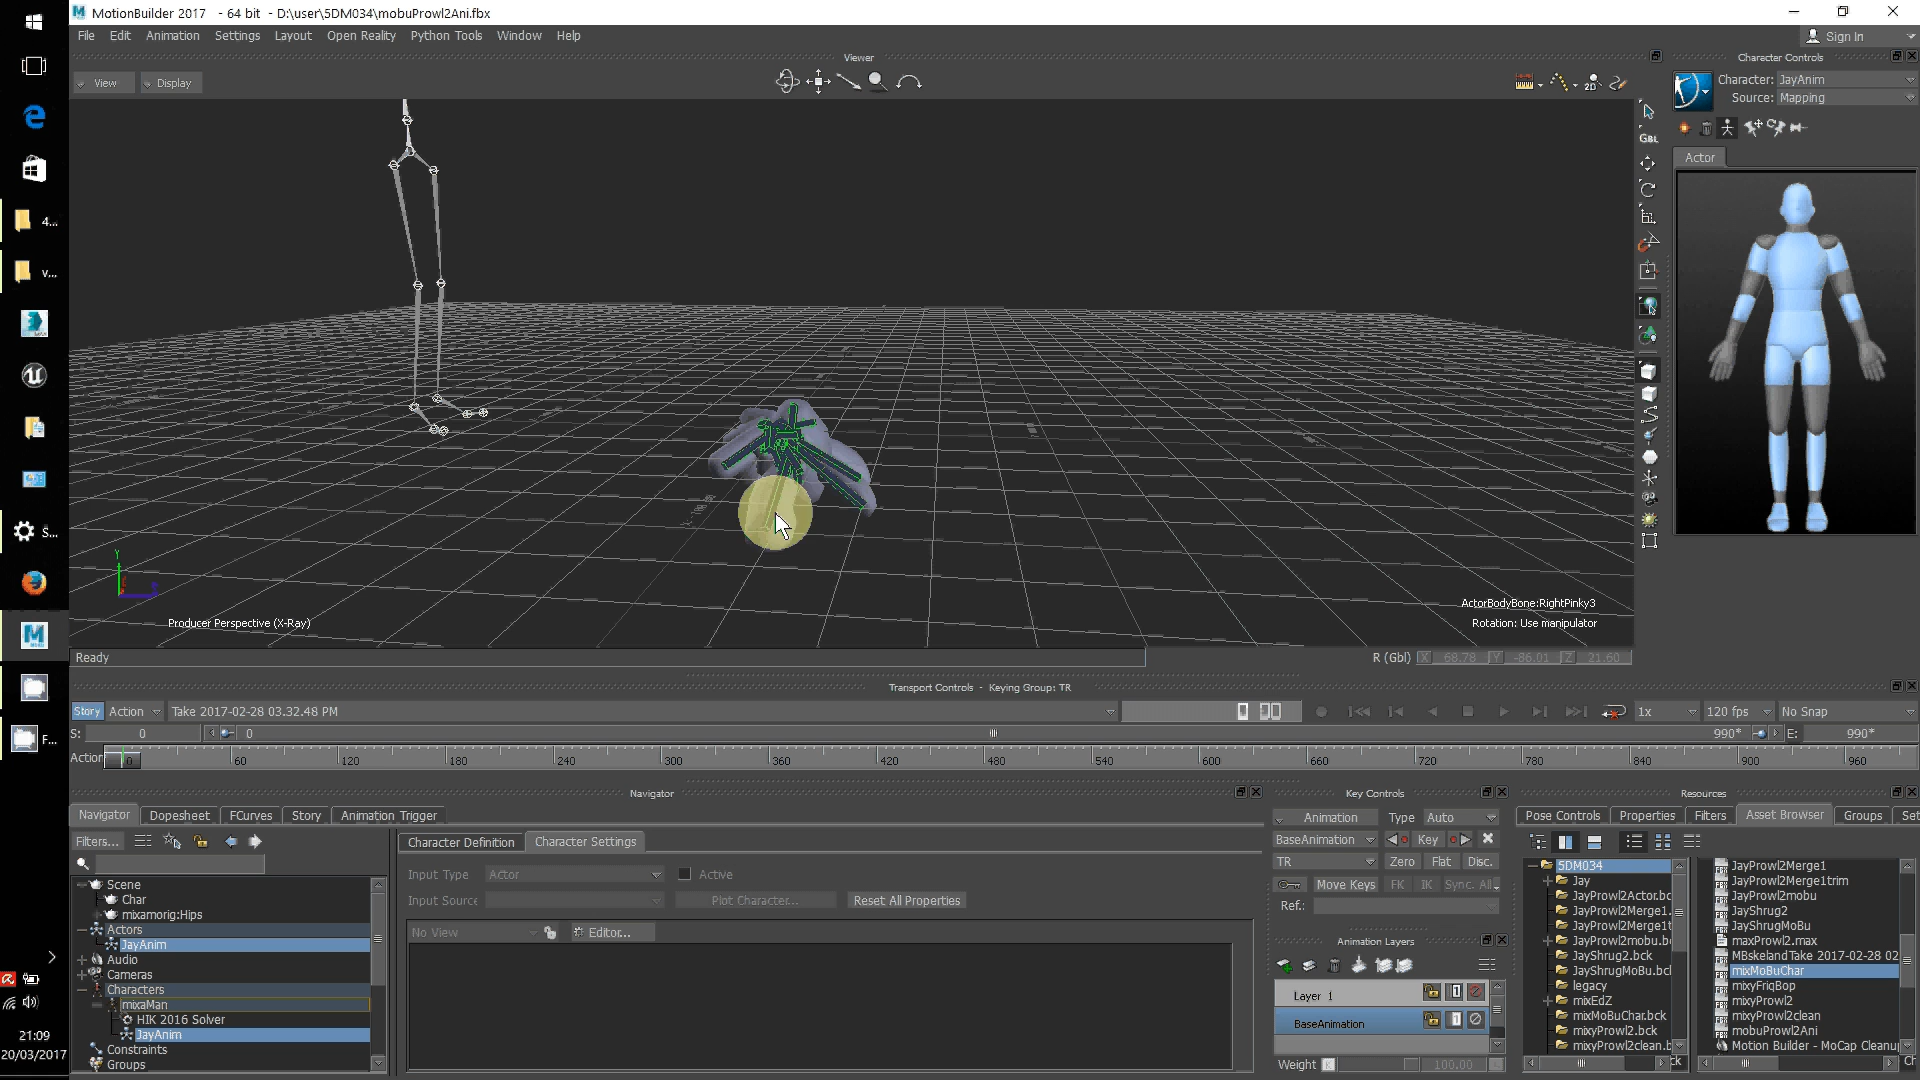 MotionBuilder 2017   - 64 bit  - D:\user\5DM034\mobuProwl2Ani.fbx
File Edit Animation Settings Layout Open Reality Python Tools Window Help
Sign In
Viewer
Character Controls
View Display
2D
Character: JayAnim
Source: Mapping
GBL
Actor
4...
v...
S...
F...
ActorBodyBone:RightPinky3
Rotation: Use manipulator
Producer Perspective (X-Ray)
Y
Ready
R (Gbl) X 68.78 Y -86.01 Z 21.60
Transport Controls - Keying Group: TR
Story Action Take 2017-02-28 03.32.48 PM 1x 120 fps No Snap
S: 0 0 990* E: 990*
Action 0 60 120 180 240 300 360 420 480 540 600 660 720 780 840 900 960
Navigator
Key Controls
Resources
Navigator Dopesheet FCurves Story Animation Trigger
Animation Type Auto
Pose Controls Properties Filters Asset Browser Groups Set
Filters...
Character Definition Character Settings
BaseAnimation Key
TR Zero Flat Disc.
Input Type Actor Active
Move Keys FK IK Sync. All
Input Source Plot Character... Reset All Properties
Ref.:
No View Editor...
Scene
Char
mixamorig:Hips
Actors
JayAnim
Audio
Cameras
Characters
mixaMan
HIK 2016 Solver
JayAnim
Constraints
Groups
Animation Layers
Layer 1
BaseAnimation
Weight K 100.00
5DM034
Jay
JayProwl2Actor.bc
JayProwl2Merge1.
JayProwl2Merge1t
JayProwl2mobu.b
JayShrug2.bck
JayShrugMoBu.bcl
legacy
mixEdZ
mixMoBuChar.bck
mixyProwl2.bck
mixyProwl2clean.b
JayProwl2Merge1
JayProwl2Merge1trim
JayProwl2mobu
JayShrug2
JayShrugMoBu
maxProwl2.max
MBskelandTake 2017-02-28 02
mixMoBuChar
mixyFriqBop
mixyProwl2
mixyProwl2clean
mobuProwl2Ani
Motion Builder - MoCap Cleanu
21:09
20/03/2017